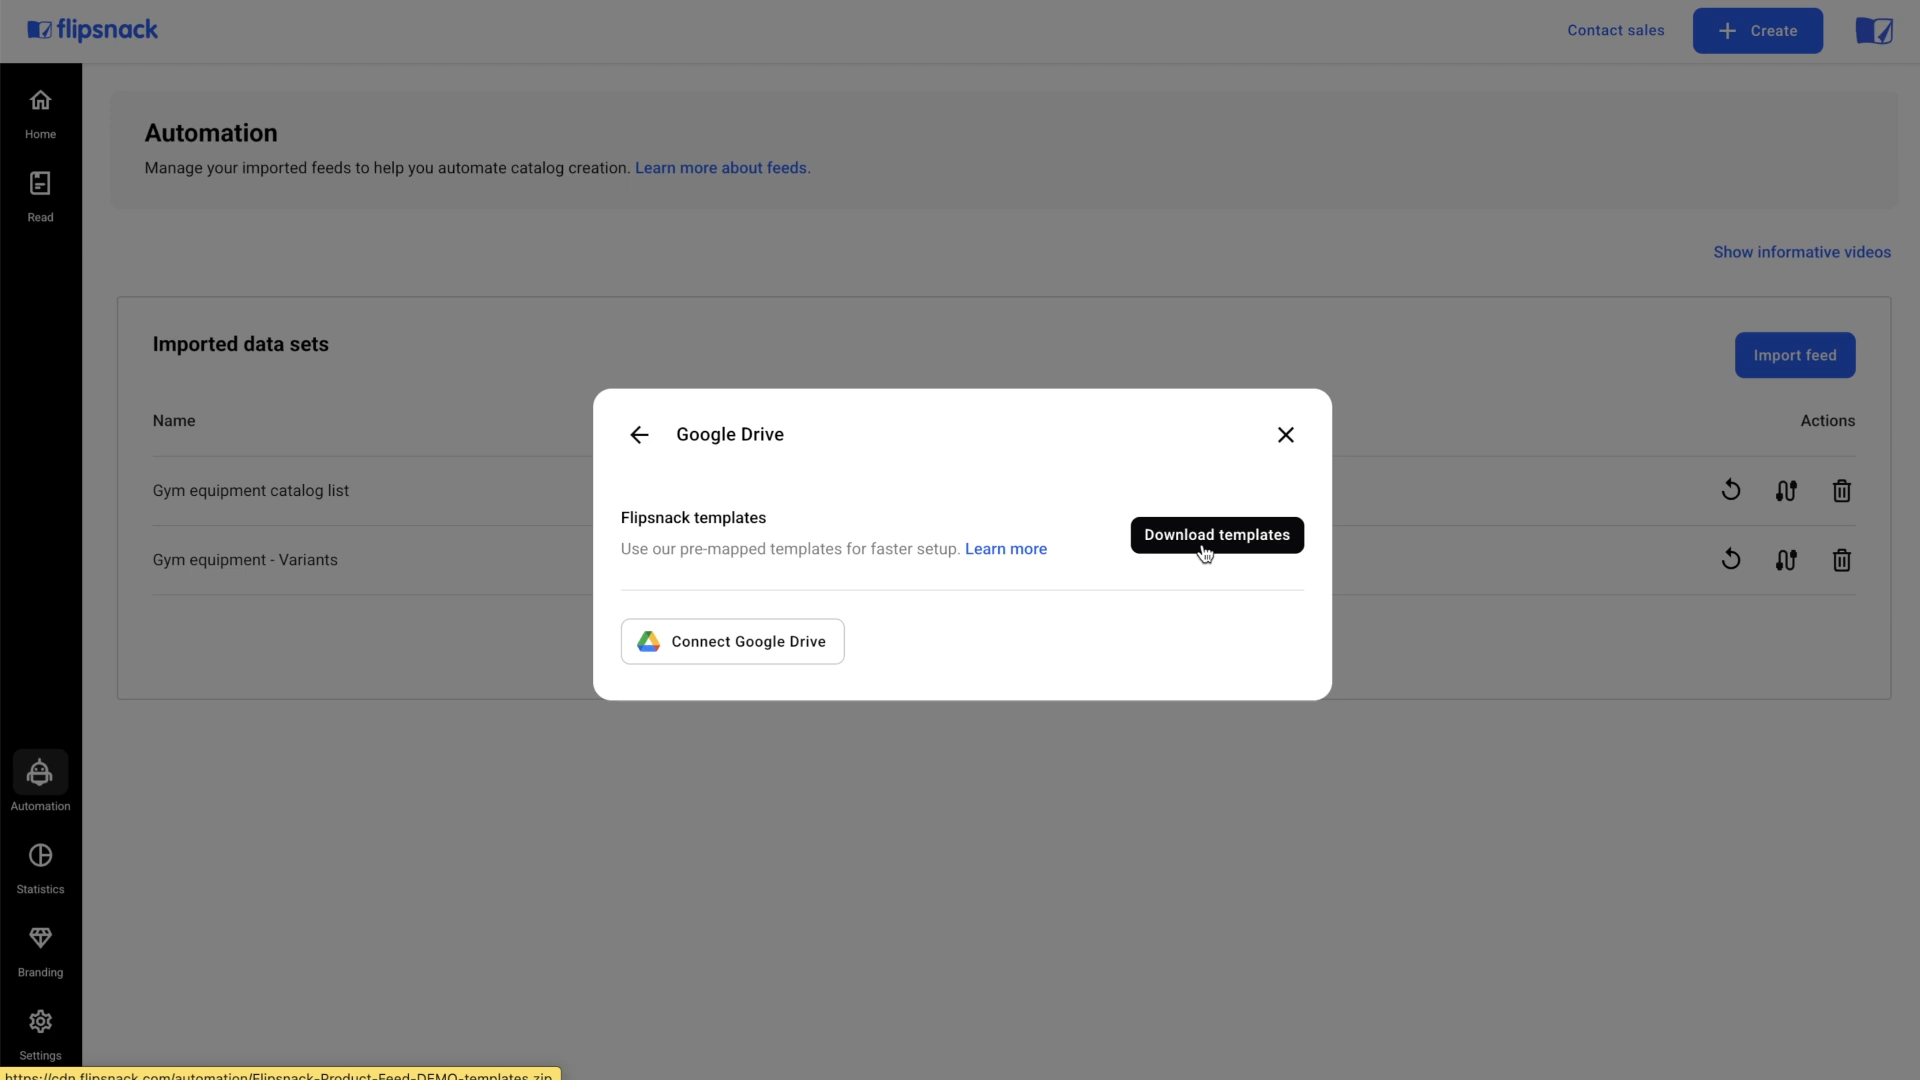 flipsnack
Contact sales
Create
Home
Read
Automation
Manage your imported feeds to help you automate catalog creation. Learn more about feeds.
Show informative videos
Imported data sets
Import feed
Name
Actions
Gym equipment catalog list
Gym equipment - Variants
Google Drive
Flipsnack templates
Use our pre-mapped templates for faster setup. Learn more
Download templates
Connect Google Drive
Automation
Statistics
Branding
Settings
https://cdn.flipsnack.com/automation/Flipsnack-Product-Feed-DEMO-templates.zip